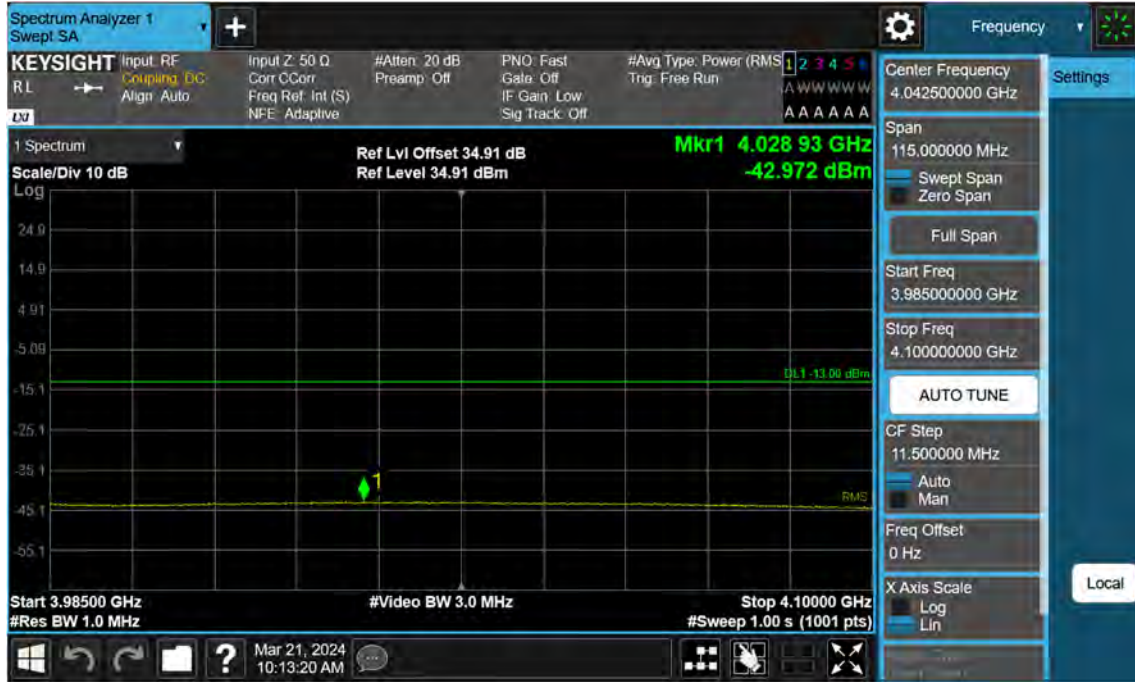 Spectrum Analyzer 1
Swept SA
+
Frequency
KEYSIGHT
RL
LXI
Input: RF
Coupling: DC
Align: Auto
Input Z: 50 Ω
Corr CCorr
Freq Ref: Int (S)
NFE: Adaptive
#Atten: 20 dB
Preamp: Off
PNO: Fast
Gate: Off
IF Gain: Low
Sig Track: Off
#Avg Type: Power (RMS
Trig: Free Run
1 2 3 4 5 6
A W W W W W
A A A A A A
1 Spectrum
Scale/Div 10 dB
Ref Lvl Offset 34.91 dB
Ref Level 34.91 dBm
Mkr1 4.028 93 GHz
-42.972 dBm
Log
24.9
14.9
4.91
-5.09
DL1 -13.00 dBm
-15.1
-25.1
-35.1
1
RMS
-45.1
-55.1
Start 3.98500 GHz
#Res BW 1.0 MHz
#Video BW 3.0 MHz
Stop 4.10000 GHz
#Sweep 1.00 s (1001 pts)
Center Frequency
4.042500000 GHz
Settings
Span
115.000000 MHz
Swept Span
Zero Span
Full Span
Start Freq
3.985000000 GHz
Stop Freq
4.100000000 GHz
AUTO TUNE
CF Step
11.500000 MHz
Auto
Man
Freq Offset
0 Hz
X Axis Scale
Log
Lin
Local
?
Mar 21, 2024
10:13:20 AM